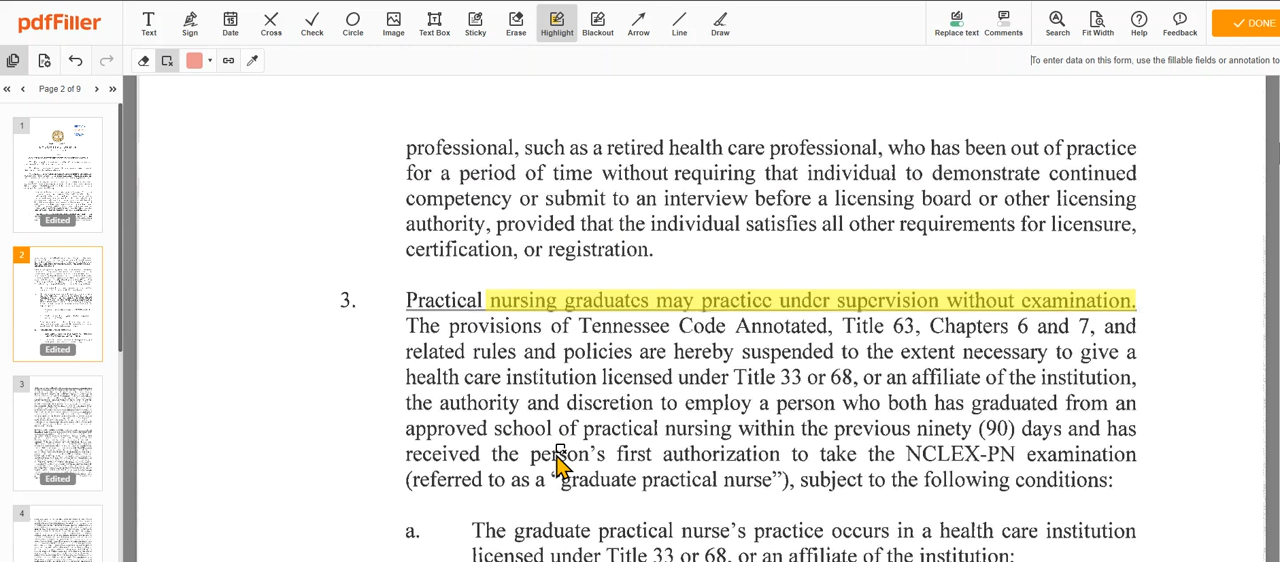 pdfFiller
Text
Sign
Date
Cross
Check
Circle
Image
Text Box
Sticky
Erase
Highlight
Blackout
Arrow
Line
Draw
Replace text
Comments
Search
Fit Width
Help
Feedback
DONE
To enter data on this form, use the fillable fields or annotation to
Page 2 of 9
1
Edited
2
Edited
3
Edited
4
professional, such as a retired health care professional, who has been out of practice
for a period of time without requiring that individual to demonstrate continued
competency or submit to an interview before a licensing board or other licensing
authority, provided that the individual satisfies all other requirements for licensure,
certification, or registration.
3. Practical nursing graduates may practice under supervision without examination.
The provisions of Tennessee Code Annotated, Title 63, Chapters 6 and 7, and
related rules and policies are hereby suspended to the extent necessary to give a
health care institution licensed under Title 33 or 68, or an affiliate of the institution,
the authority and discretion to employ a person who both has graduated from an
approved school of practical nursing within the previous ninety (90) days and has
received the person's first authorization to take the NCLEX-PN examination
(referred to as a "graduate practical nurse"), subject to the following conditions:
a. The graduate practical nurse's practice occurs in a health care institution
licensed under Title 33 or 68, or an affiliate of the institution;